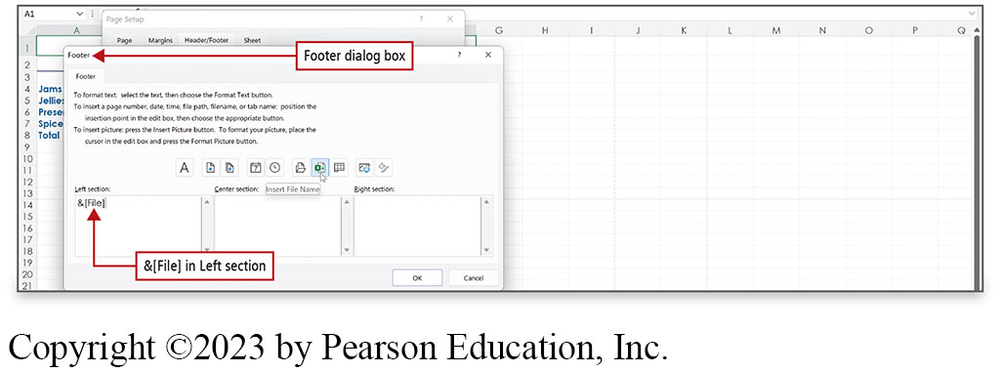 A1
Page Setup ? ×
Page Margins Header/Footer Sheet
A G H I J K L M N O P Q
1
Footer ? ×
Footer dialog box
2
Footer
3
4 Jams
5 Jellies
6 Preser
7 Spice
8 Total
9
10
11
12
13
14
15
16
17
18
19
20
21
To format text: select the text, then choose the Format Text button.
To insert a page number, date, time, file path, filename, or tab name: position the
insertion point in the edit box, then choose the appropriate button.
To insert picture: press the Insert Picture button. To format your picture, place the
cursor in the edit box and press the Format Picture button.
A
Left section: Center section: Insert File Name Right section:
&[File]
&[File] in Left section
OK Cancel
Copyright ©2023 by Pearson Education, Inc.